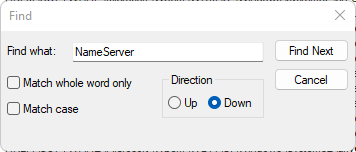 Find
Find what: NameServer Find Next
Match whole word only Direction Cancel
Match case Up Down